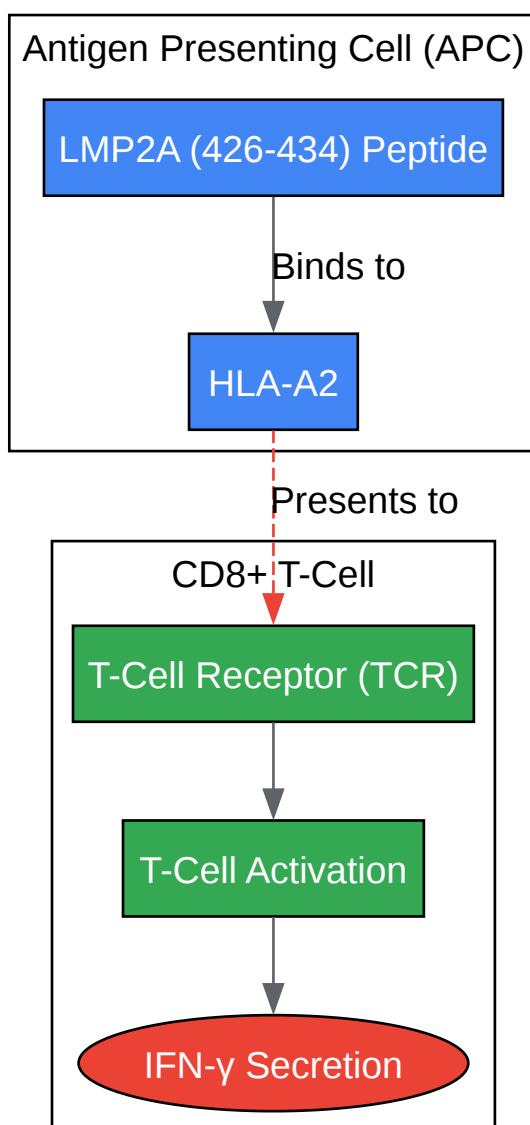 Antigen Presenting Cell (APC)
LMP2A (426-434) Peptide
Binds to
HLA-A2
Presents to
CD8+ T-Cell
T-Cell Receptor (TCR)
T-Cell Activation
IFN-γ Secretion